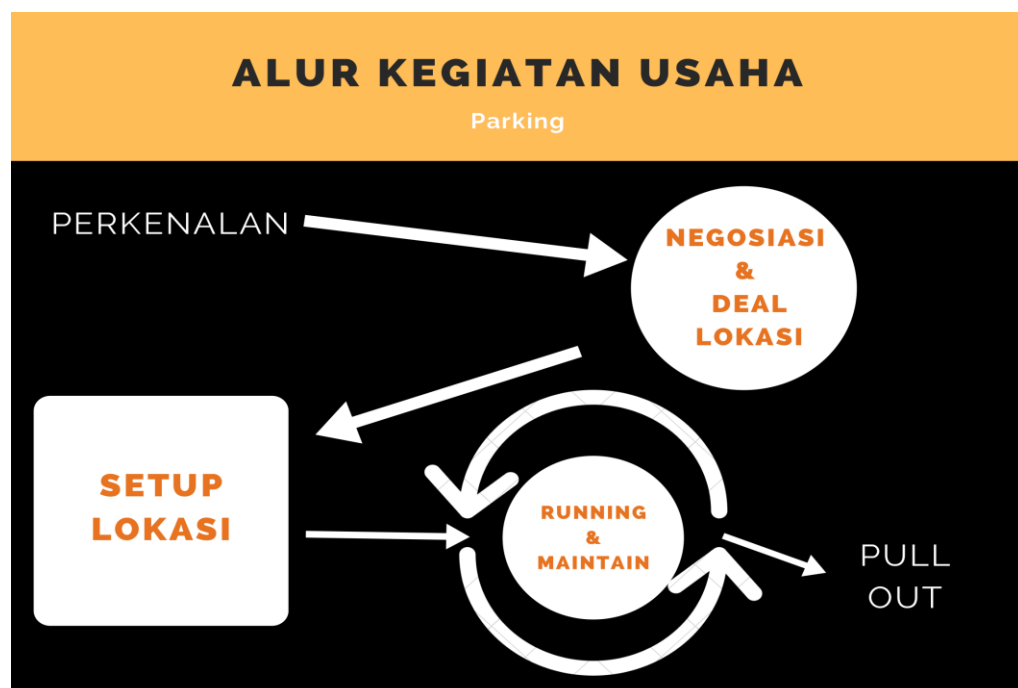 ALUR KEGIATAN USAHA
Parking
PERKENALAN
NEGOSIASI
&
DEAL
LOKASI
SETUP
LOKASI
RUNNING
&
MAINTAIN
PULL
OUT